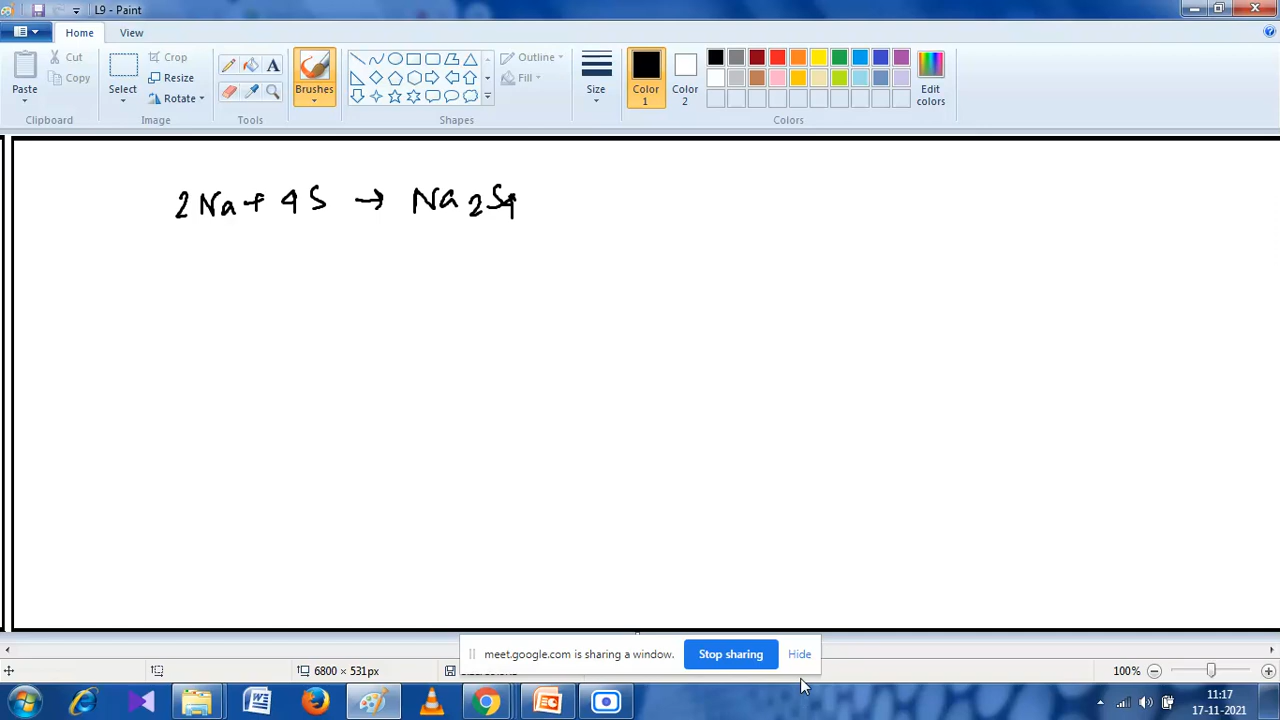 L9 - Paint
Home View
Paste Cut Copy Clipboard
Select Crop Resize Rotate Image
Tools
Brushes
Outline Fill Shapes
Size
Color 1 Color 2 Edit colors Colors
2Na + 4S → Na2S4
meet.google.com is sharing a window. Stop sharing Hide
6800 × 531px
100%
11:17
17-11-2021